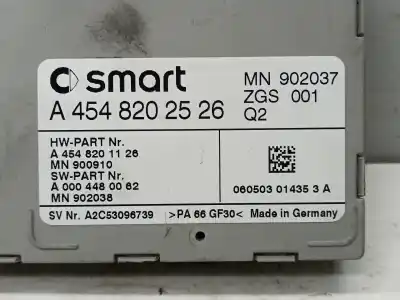 smart
MN 902037
A 454 820 25 26
ZGS 001
Q2
HW-PART Nr.
A 454 820 11 26
MN 900910
SW-PART Nr.
A 000 448 00 62
MN 902038
060503 01435 3 A
SV Nr. A2C53096739 >PA 66 GF30< Made in Germany